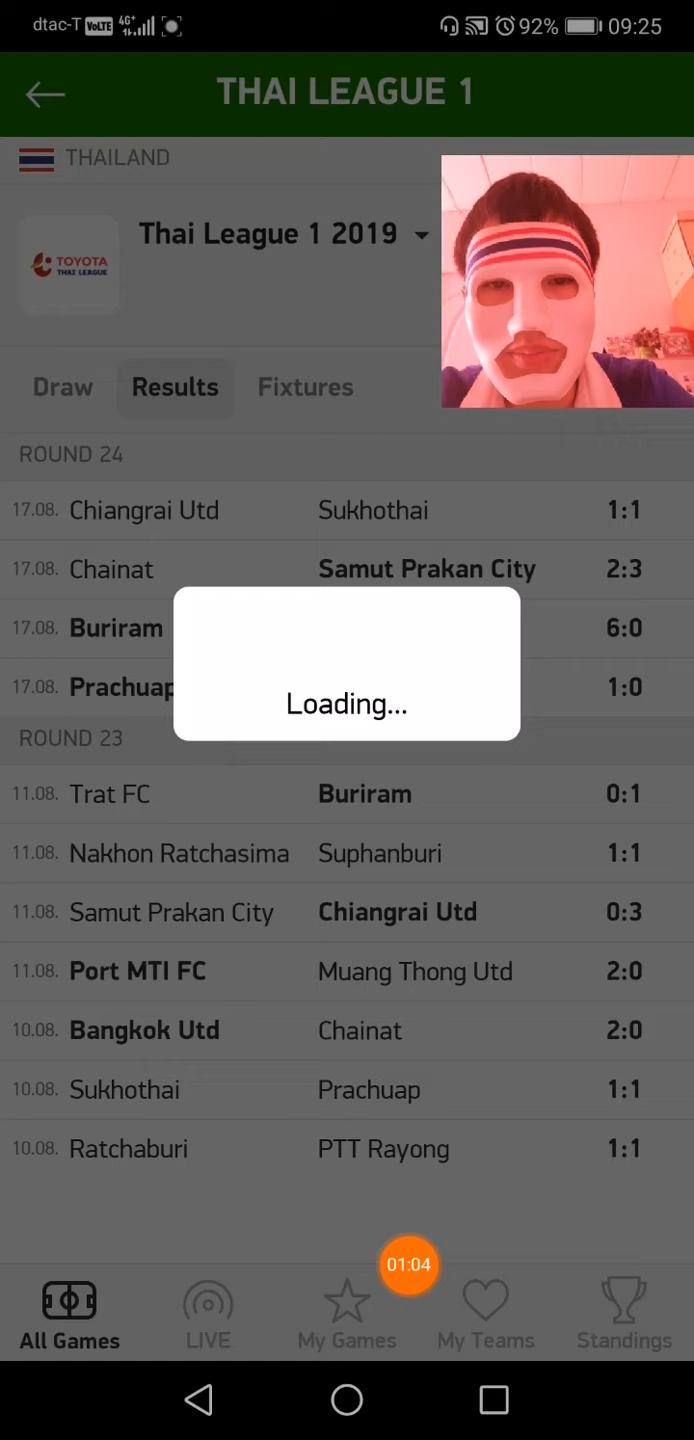 dtac-T VoLTE 4G+ 92% 09:25
THAI LEAGUE 1
THAILAND
Thai League 1 2019
TOYOTA
THAI LEAGUE
Draw Results Fixtures
ROUND 24
17.08. Chiangrai Utd Sukhothai 1:1
17.08. Chainat Samut Prakan City 2:3
17.08. Buriram 6:0
17.08. Prachuap 1:0
Loading...
ROUND 23
11.08. Trat FC Buriram 0:1
11.08. Nakhon Ratchasima Suphanburi 1:1
11.08. Samut Prakan City Chiangrai Utd 0:3
11.08. Port MTI FC Muang Thong Utd 2:0
10.08. Bangkok Utd Chainat 2:0
10.08. Sukhothai Prachuap 1:1
10.08. Ratchaburi PTT Rayong 1:1
01:04
All Games LIVE My Games My Teams Standings